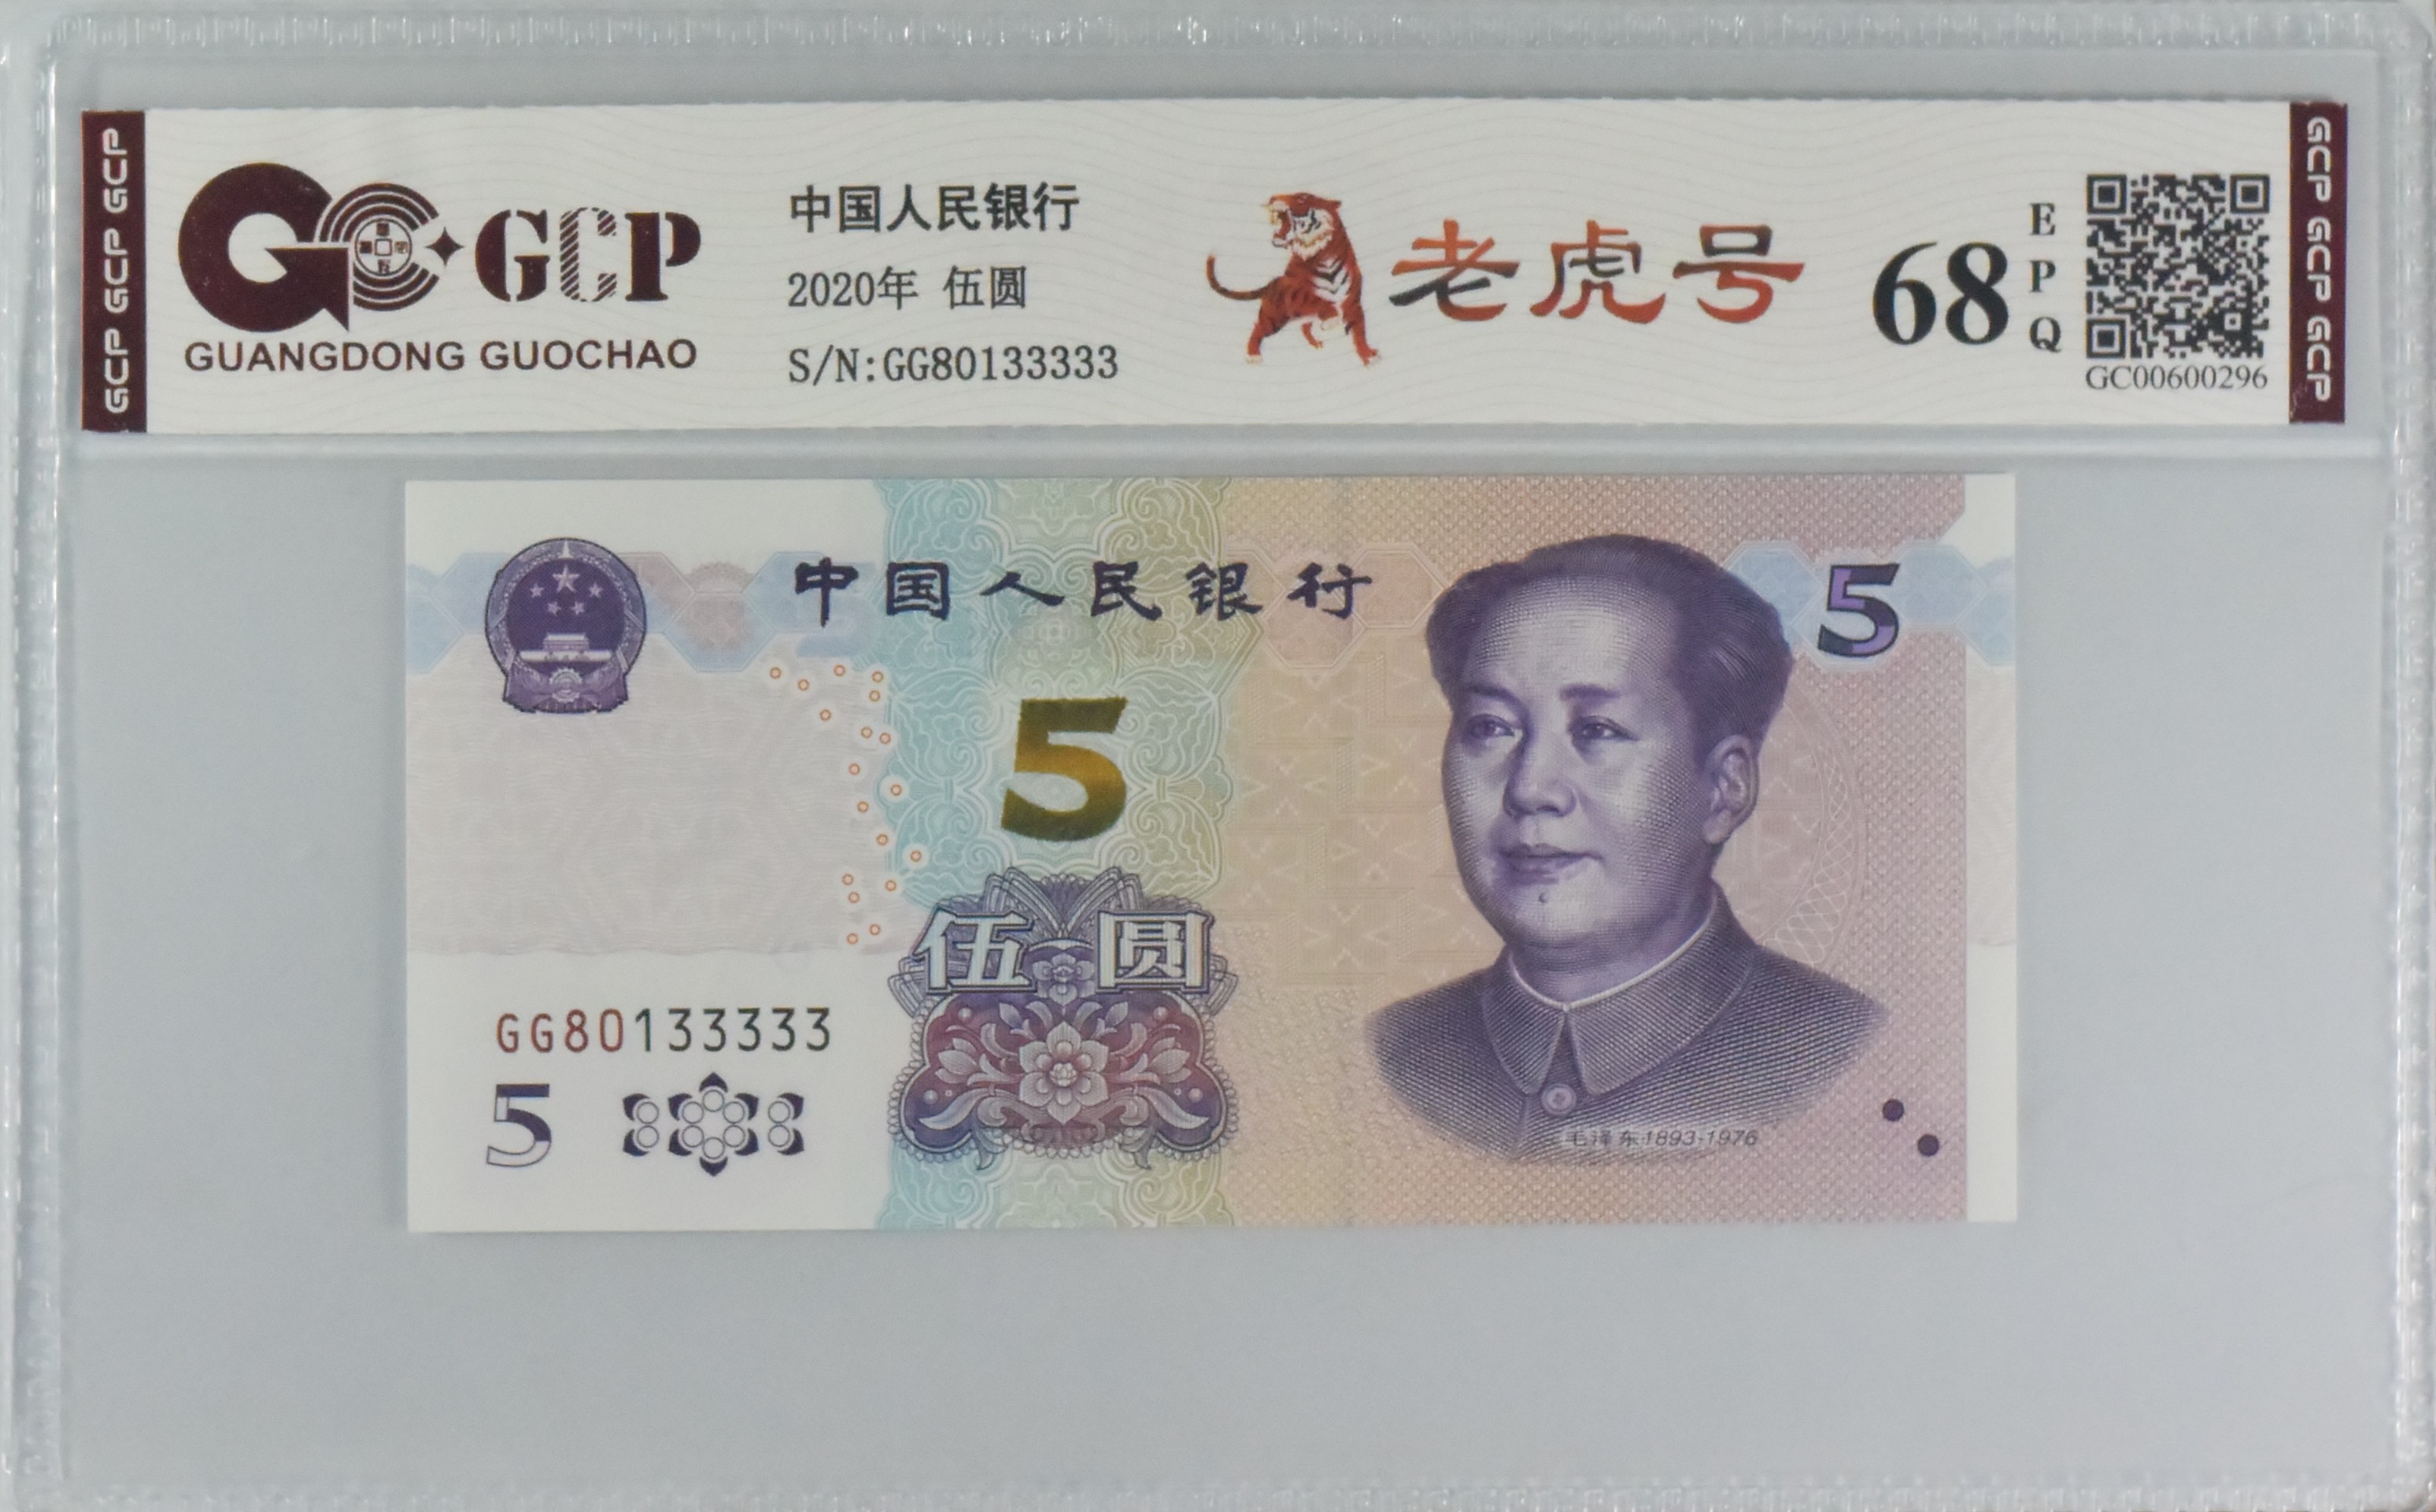 GCP GCP GCP
GCP
GUANGDONG GUOCHAO
中国人民银行
2020年 伍圆
S/N:GG80133333
老虎号
68
E
P
Q
GC00600296
GCP GCP GCP
中国人民银行
5
5
伍圆
GG80133333
5
毛泽东1893-1976